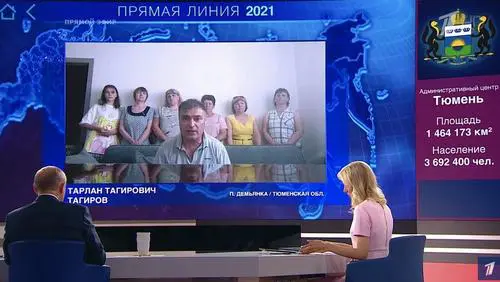 ПРЯМАЯ ЛИНИЯ 2021
ПРЯМОЙ ЭФИР
ТАРЛАН ТАГИРОВИЧ
ТАГИРОВ
П. ДЕМЬЯНКА / ТЮМЕНСКАЯ ОБЛ.
Административный центр
Тюмень
Площадь
1 464 173 км²
Население
3 692 400 чел.
1